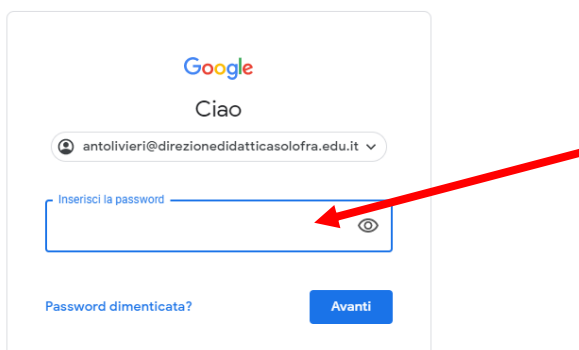 Google
Ciao
antolivieri@direzionedidatticasolofra.edu.it
Inserisci la password
Password dimenticata?
Avanti